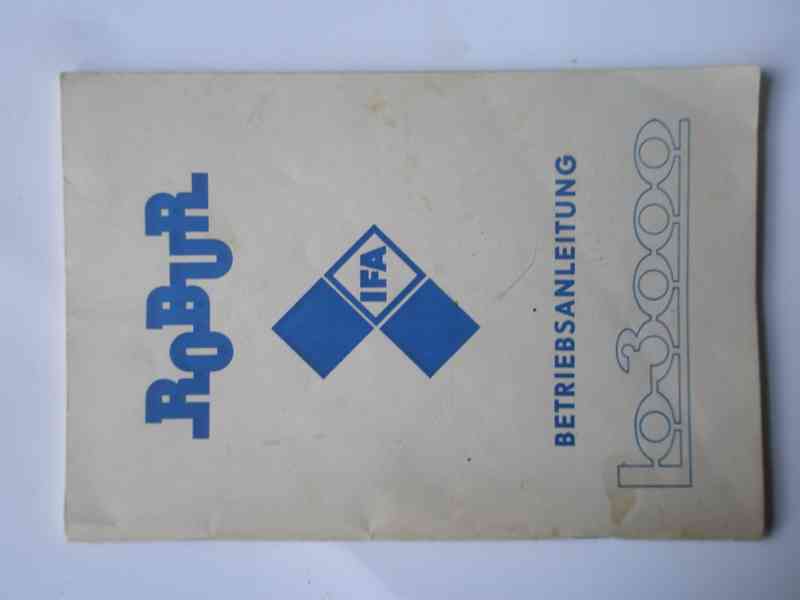 ROBUR
IFA
BETRIEBSANLEITUNG
Lo 3000